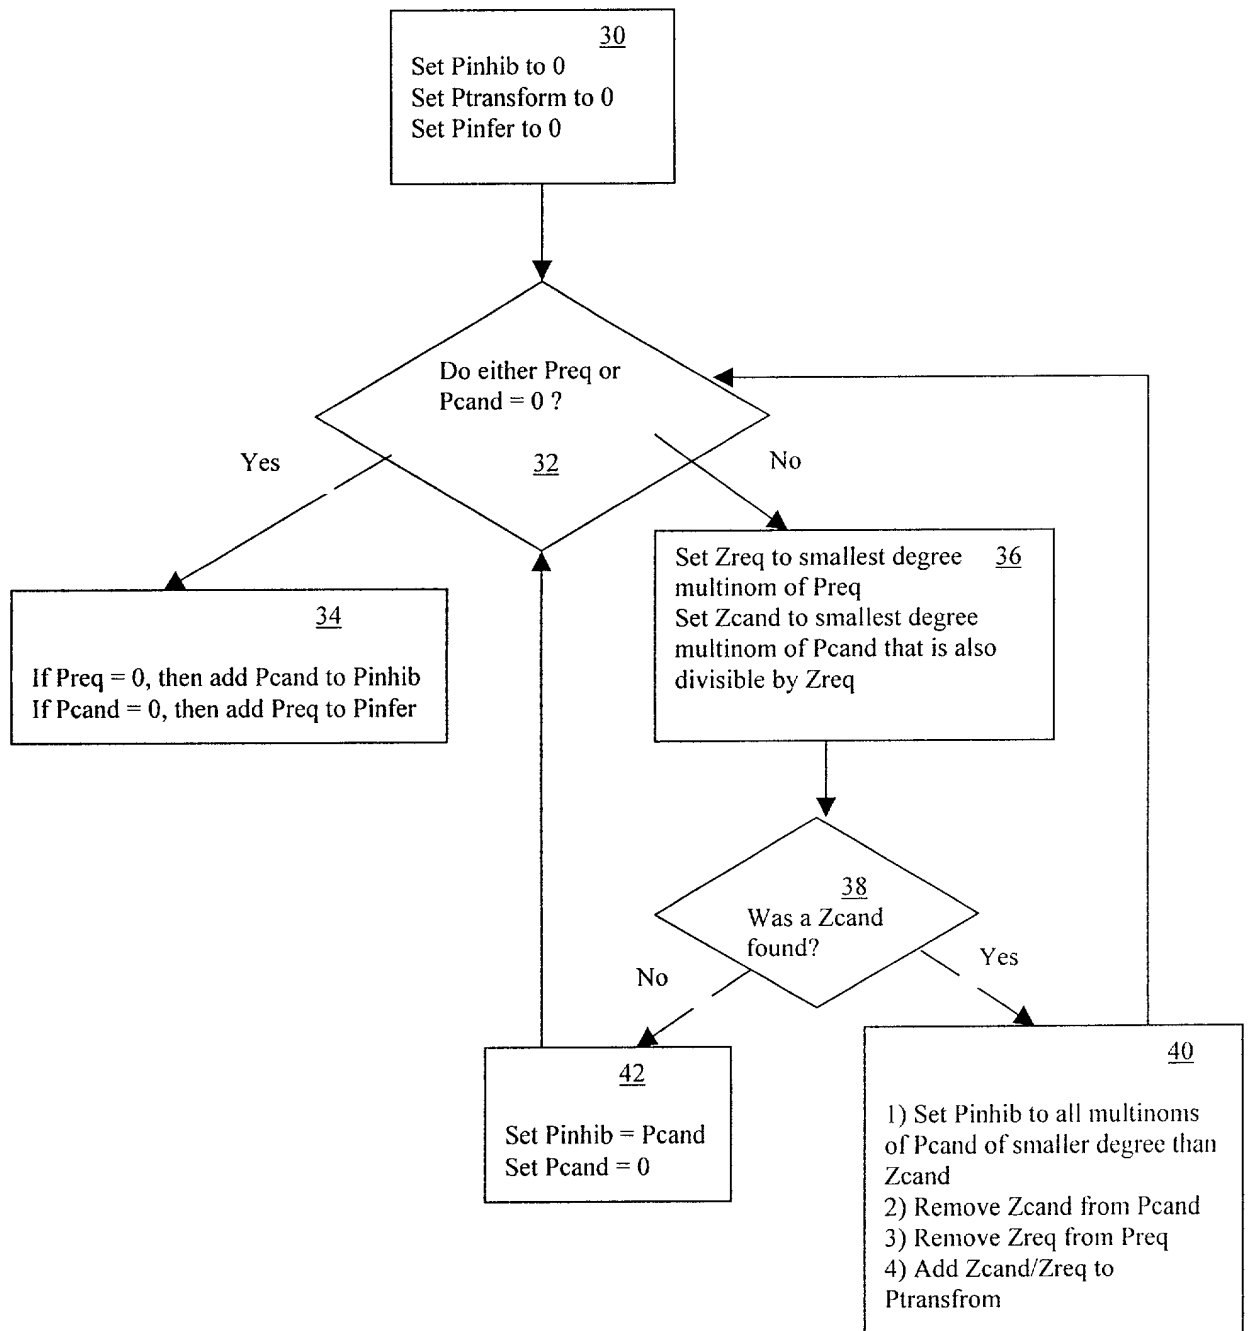 30
Set Pinhib to 0
Set Ptransform to 0
Set Pinfer to 0
Do either Preq or
Pcand = 0 ?
32
Yes
No
34
If Preq = 0, then add Pcand to Pinhib
If Pcand = 0, then add Preq to Pinfer
Set Zreq to smallest degree 36
multinom of Preq
Set Zcand to smallest degree
multinom of Pcand that is also
divisible by Zreq
38
Was a Zcand
found?
No
Yes
42
Set Pinhib = Pcand
Set Pcand = 0
40
1) Set Pinhib to all multinoms
of Pcand of smaller degree than
Zcand
2) Remove Zcand from Pcand
3) Remove Zreq from Preq
4) Add Zcand/Zreq to
Ptransfrom